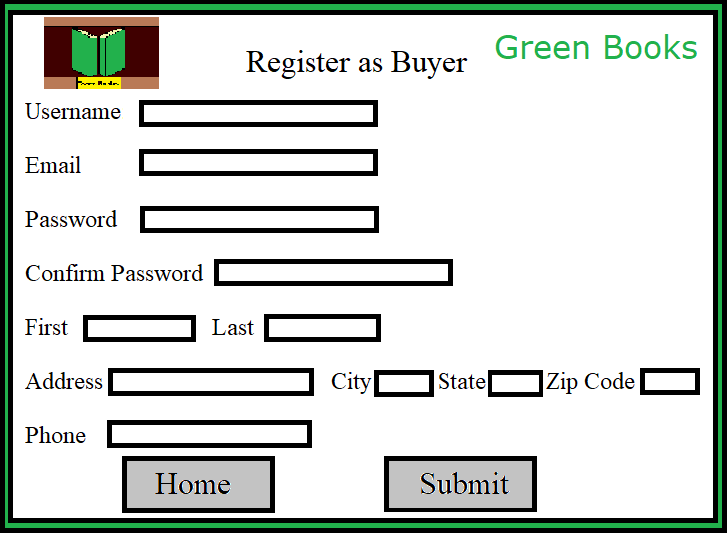 Register as Buyer
Green Books
Username
Email
Password
Confirm Password
First Last
Address City State Zip Code
Phone
Home Submit